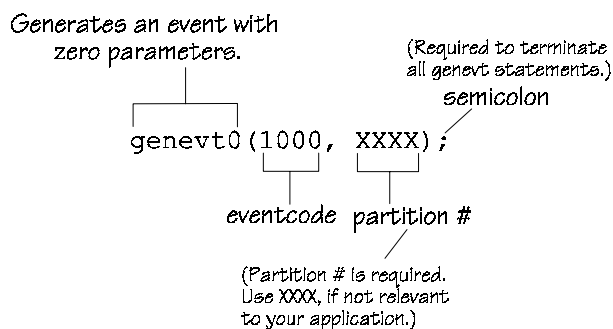 Generates an event with
zero parameters.
(Required to terminate
all genevt statements.)
semicolon
genevt0(1000, XXXX);
eventcode
partition #
(Partition # is required.
Use XXXX, if not relevant
to your application.)